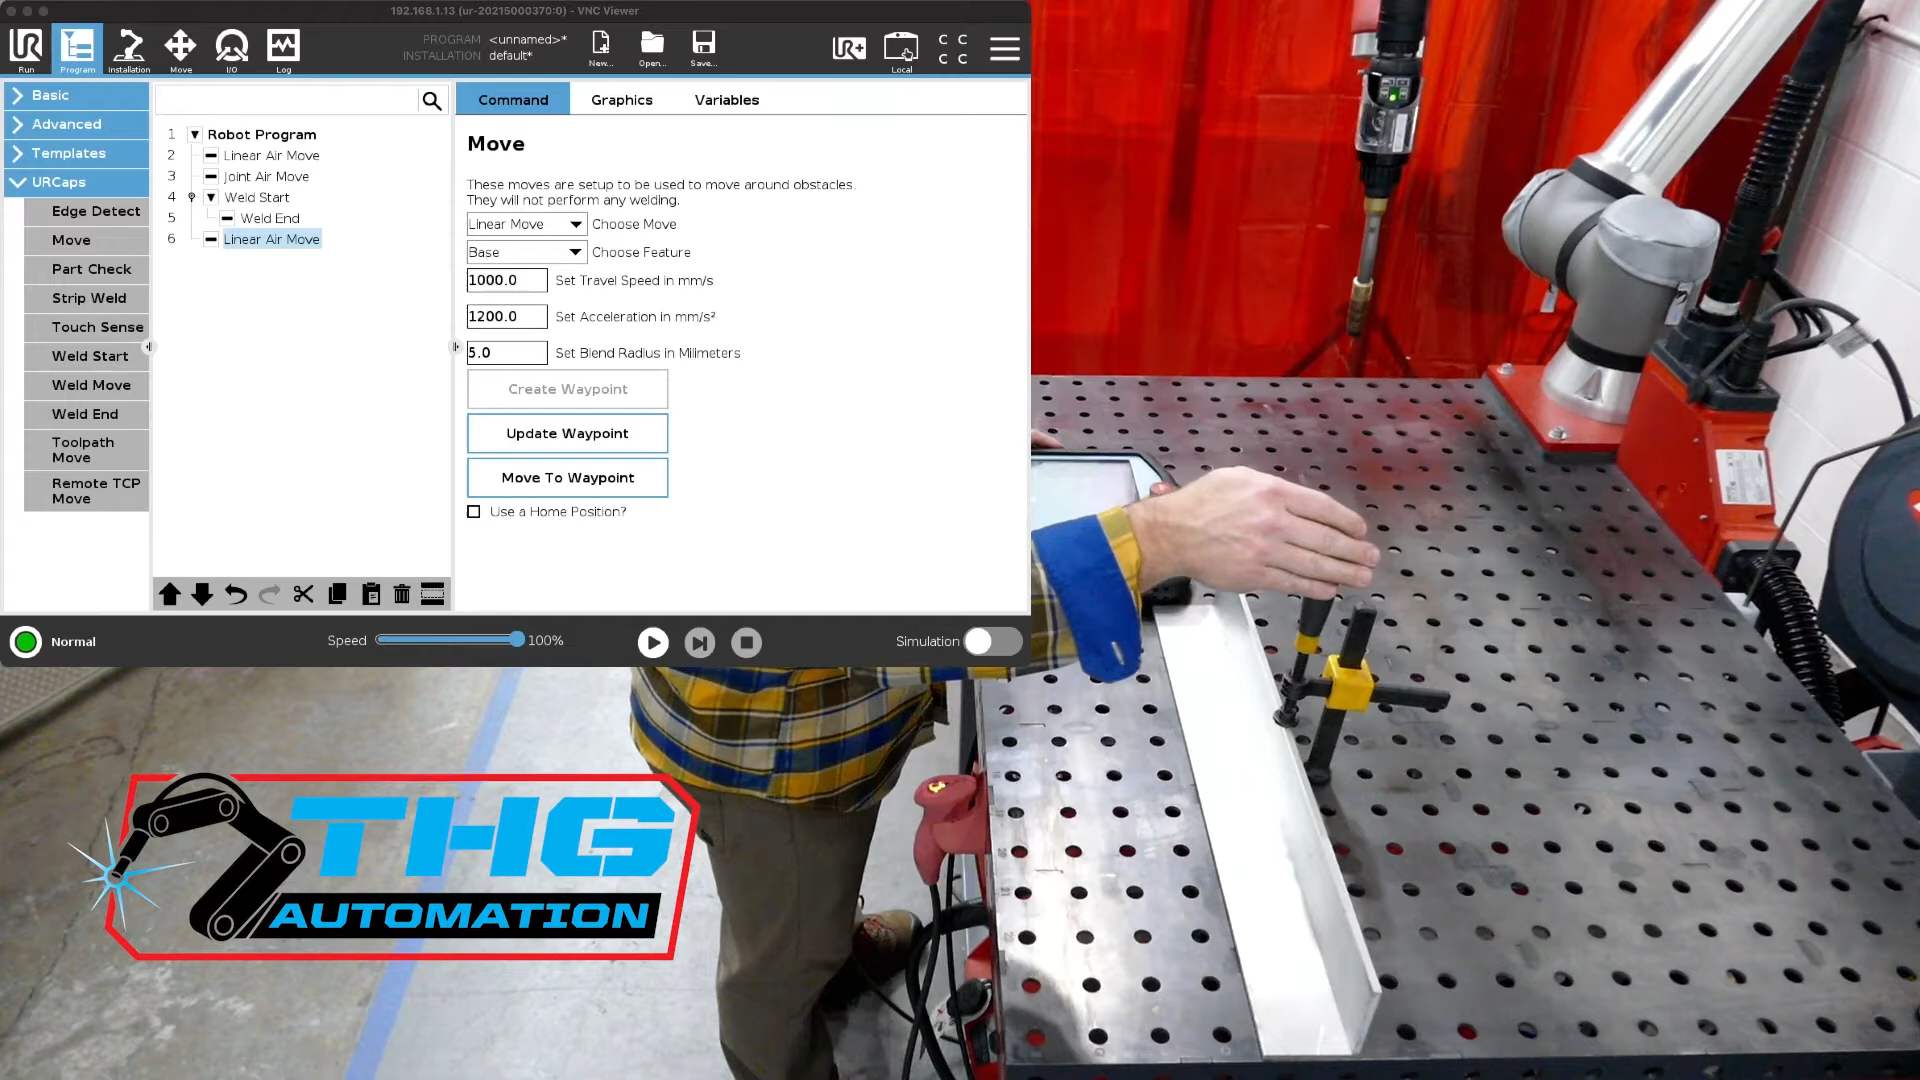 192.168.1.13 (ur-20215000370:0) - VNC Viewer
Run
Program
Installation
Move
I/O
Log
PROGRAM <unnamed>*
INSTALLATION default*
New...
Open...
Save...
UR+
Local
C C
C C
Basic
Advanced
Templates
URCaps
Edge Detect
Move
Part Check
Strip Weld
Touch Sense
Weld Start
Weld Move
Weld End
Toolpath
Move
Remote TCP
Move
1 Robot Program
2 Linear Air Move
3 Joint Air Move
4 Weld Start
5 Weld End
6 Linear Air Move
Command Graphics Variables
Move
These moves are setup to be used to move around obstacles.
They will not perform any welding.
Linear Move Choose Move
Base Choose Feature
1000.0 Set Travel Speed in mm/s
1200.0 Set Acceleration in mm/s²
5.0 Set Blend Radius in Milimeters
Create Waypoint
Update Waypoint
Move To Waypoint
Use a Home Position?
Normal
Speed 100%
Simulation
THG
AUTOMATION